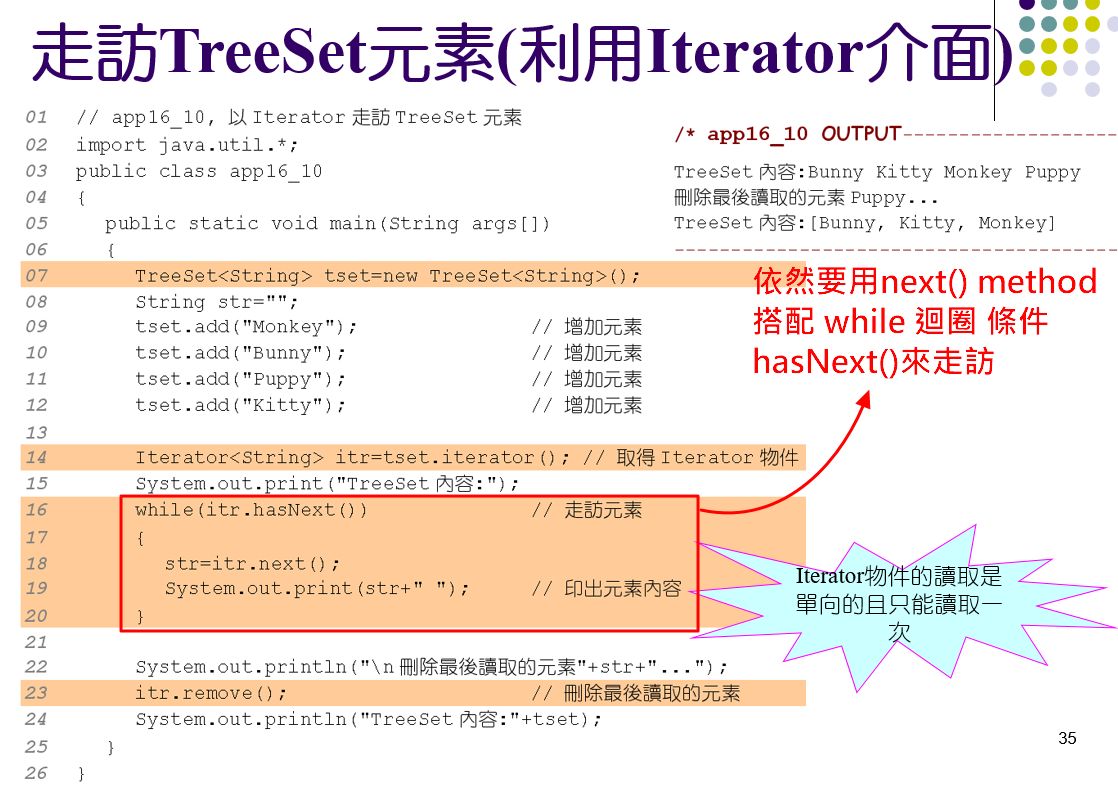 走訪TreeSet元素(利用Iterator介面)
01 // app16_10, 以 Iterator 走訪 TreeSet 元素
02 import java.util.*;
03 public class app16_10
04 {
05 public static void main(String args[])
06 {
07 TreeSet<String> tset=new TreeSet<String>();
08 String str="";
09 tset.add("Monkey"); // 增加元素
10 tset.add("Bunny"); // 增加元素
11 tset.add("Puppy"); // 增加元素
12 tset.add("Kitty"); // 增加元素
13
14 Iterator<String> itr=tset.iterator(); // 取得 Iterator 物件
15 System.out.print("TreeSet 內容:");
16 while(itr.hasNext()) // 走訪元素
17 {
18 str=itr.next();
19 System.out.print(str+" "); // 印出元素內容
20 }
21
22 System.out.println("\n 刪除最後讀取的元素"+str+"...");
23 itr.remove(); // 刪除最後讀取的元素
24 System.out.println("TreeSet 內容:"+tset);
25 }
26 }
/* app16_10 OUTPUT-------------------
TreeSet 內容:Bunny Kitty Monkey Puppy
刪除最後讀取的元素 Puppy...
TreeSet 內容:[Bunny, Kitty, Monkey]
---------------------------------------
依然要用next() method
搭配 while 迴圈 條件
hasNext()來走訪
Iterator物件的讀取是
單向的且只能讀取一
次
35